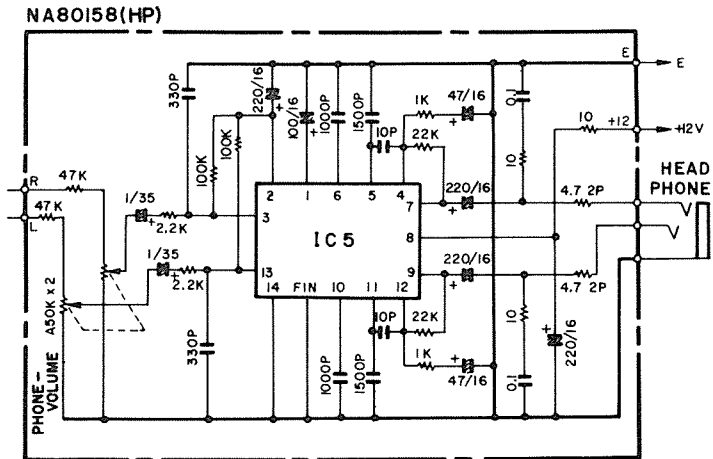 NA80158(HP)
E
E
330P
220/16
+
100/16
+
1000P
1500P
1K
47/16
+
0.1
10
+12
+12V
10P
22K
100K
100K
10
HEAD
PHONE
47K
R
47K
L
1/35
+
2.2K
1/35
+
2.2K
2
1
6
5
4
3
7
220/16
+
4.7 2P
IC5
8
13
9
220/16
+
4.7 2P
14
FIN
10
11
12
A50K x 2
10P
22K
10
220/16
+
330P
1000P
1500P
1K
+
47/16
0.1
PHONE-
VOLUME